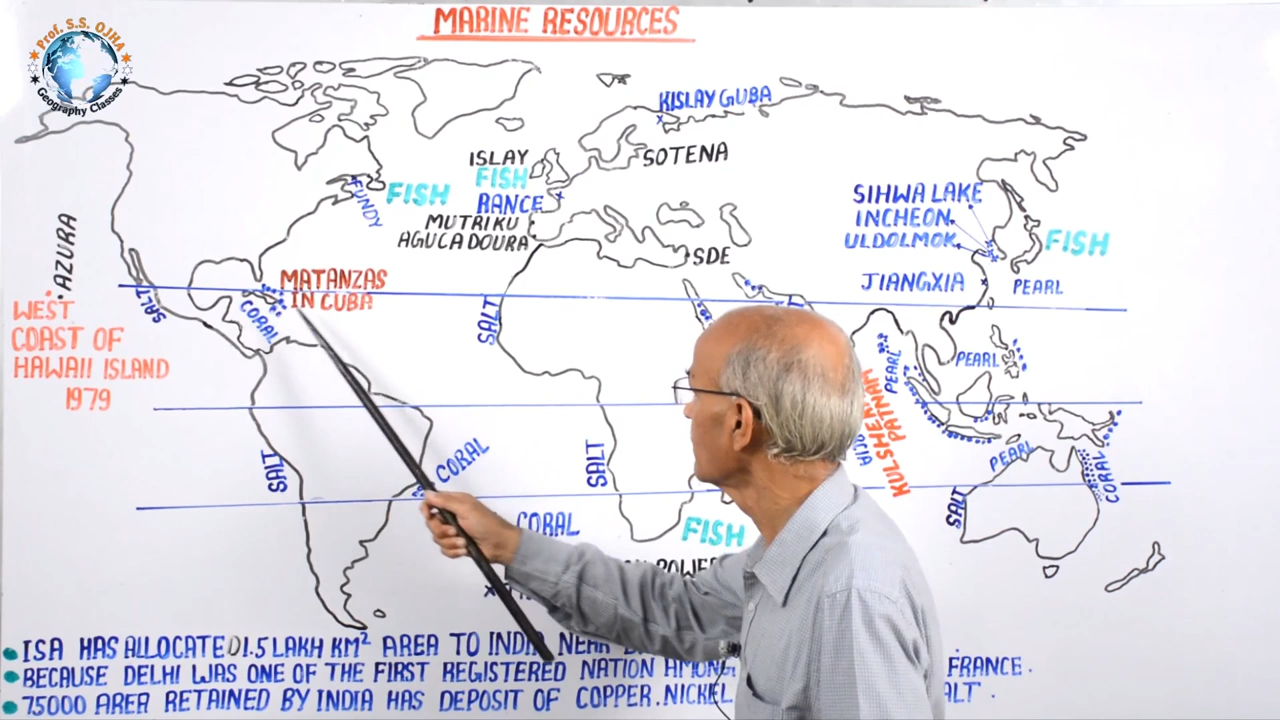 MARINE RESOURCES
Prof. S.S. OJHA
Geography Classes
KISLAY GUBA
ISLAY
SOTENA
FISH
FISH
RANCE
FUNDY
MUTRIKU
AGUCADOURA
SDE
SIHWA LAKE
INCHEON
ULDOLMOK
FISH
JIANGXIA
PEARL
AZURA
WEST
COAST OF
HAWAII ISLAND
1979
SALT
MATANZAS
IN CUBA
CORAL
SALT
PEARL
PEARL
KULSHE
PATNAM
PEARL
CORAL
SALT
SALT
CORAL
SALT
CORAL
FISH
POWE
ISA HAS ALLOCATED 1.5 LAKH KM² AREA TO INDIA NEAR
BECAUSE DELHI WAS ONE OF THE FIRST REGISTERED NATION AMONG FRANCE.
75000 AREA RETAINED BY INDIA HAS DEPOSIT OF COPPER. NICKEL ALT.